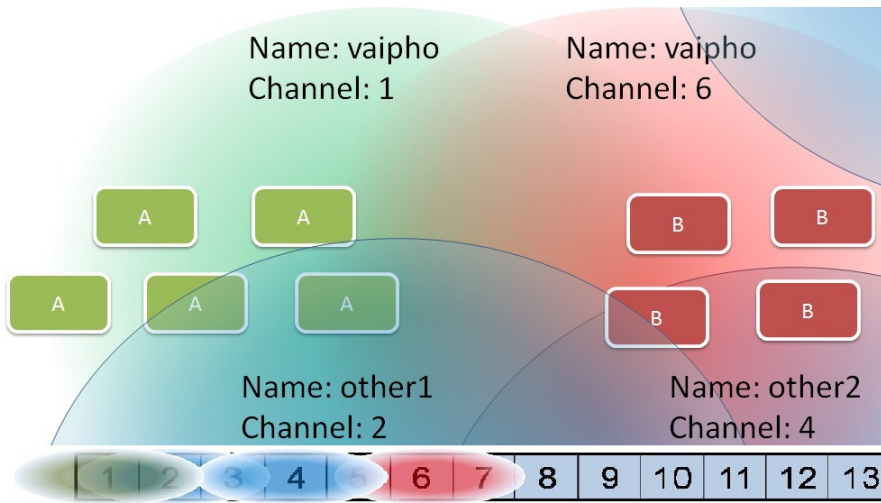 Name: vaipho
Channel: 1
Name: vaipho
Channel: 6
A
A
B
B
A
A
A
B
B
Name: other1
Channel: 2
Name: other2
Channel: 4
1 2 3 4 5 6 7 8 9 10 11 12 13